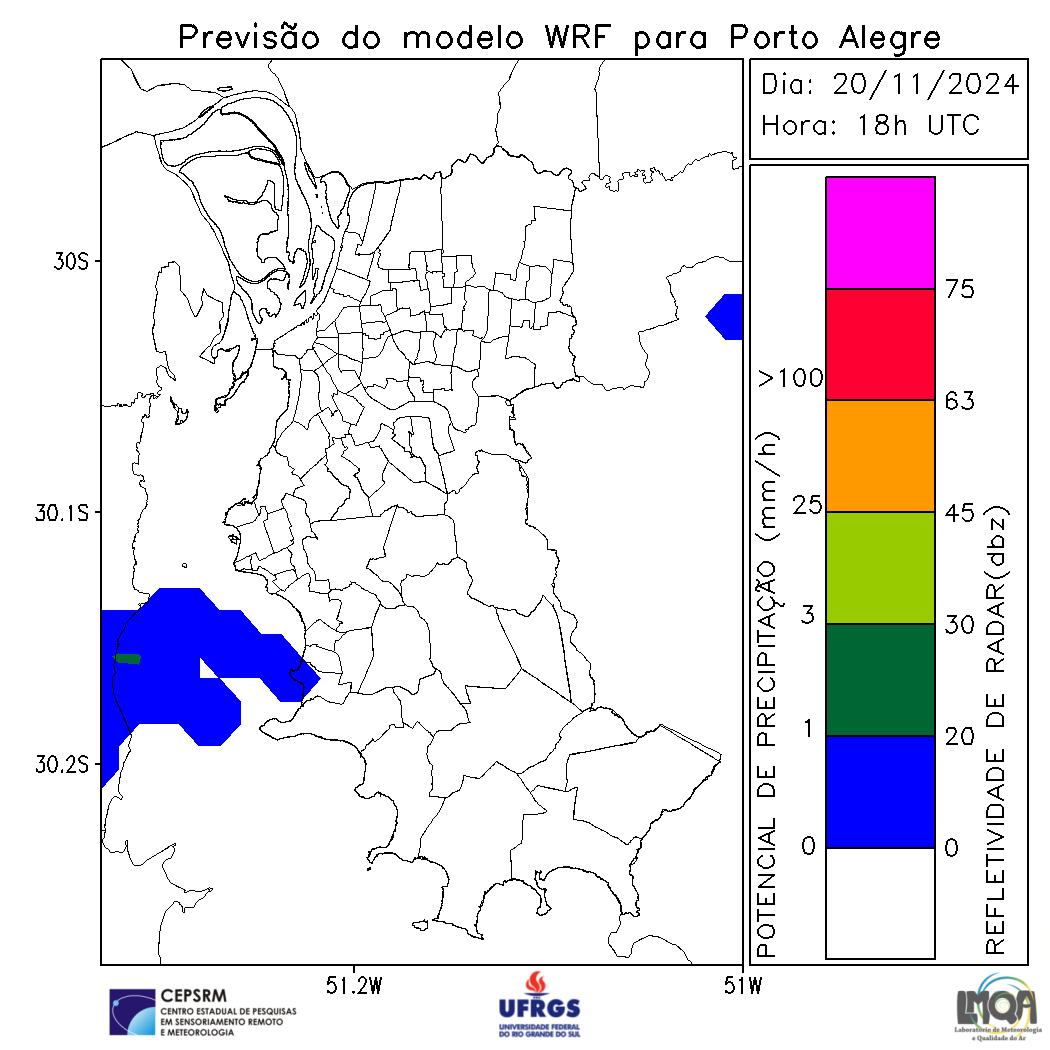 Previsão do modelo WRF para Porto Alegre
Dia: 20/11/2024
Hora: 18h UTC
30S
30.1S
30.2S
51.2W
51W
POTENCIAL DE PRECIPITAÇÃO (mm/h)
>100
25
3
1
0
75
63
45
30
20
0
REFLETIVIDADE DE RADAR(dbz)
CEPSRM
CENTRO ESTADUAL DE PESQUISAS
EM SENSORIAMENTO REMOTO
E METEOROLOGIA
UFRGS
UNIVERSIDADE FEDERAL
DO RIO GRANDE DO SUL
LMQA
Laboratório de Meteorologia
e Qualidade do Ar